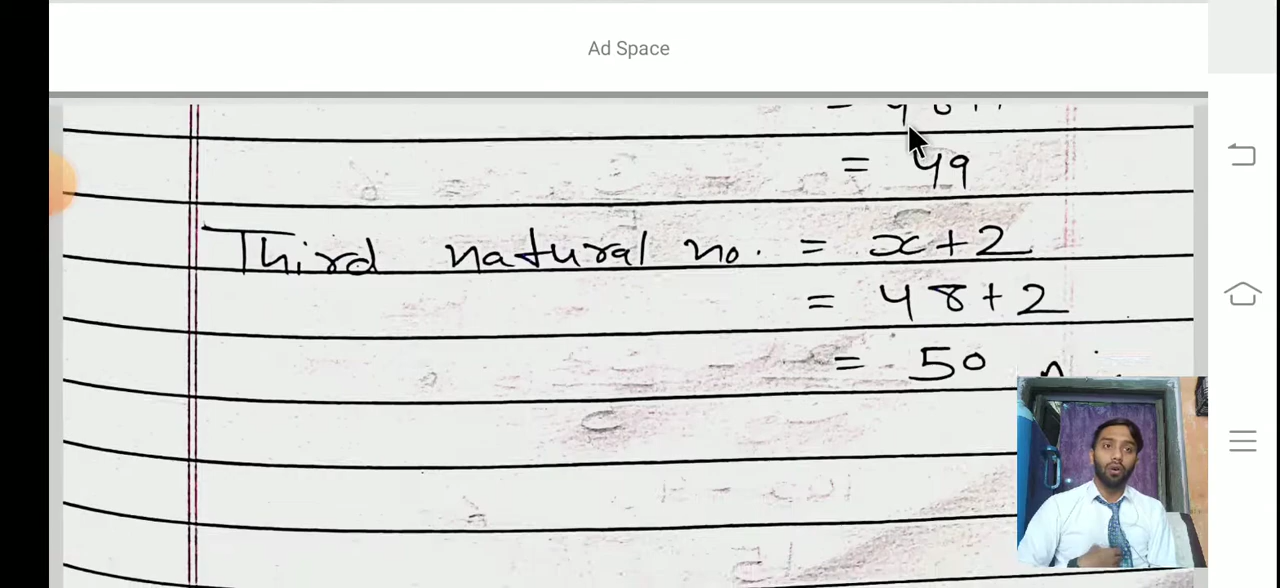 Ad Space
= 49
Third natural no. = x+2
= 48+2
= 50